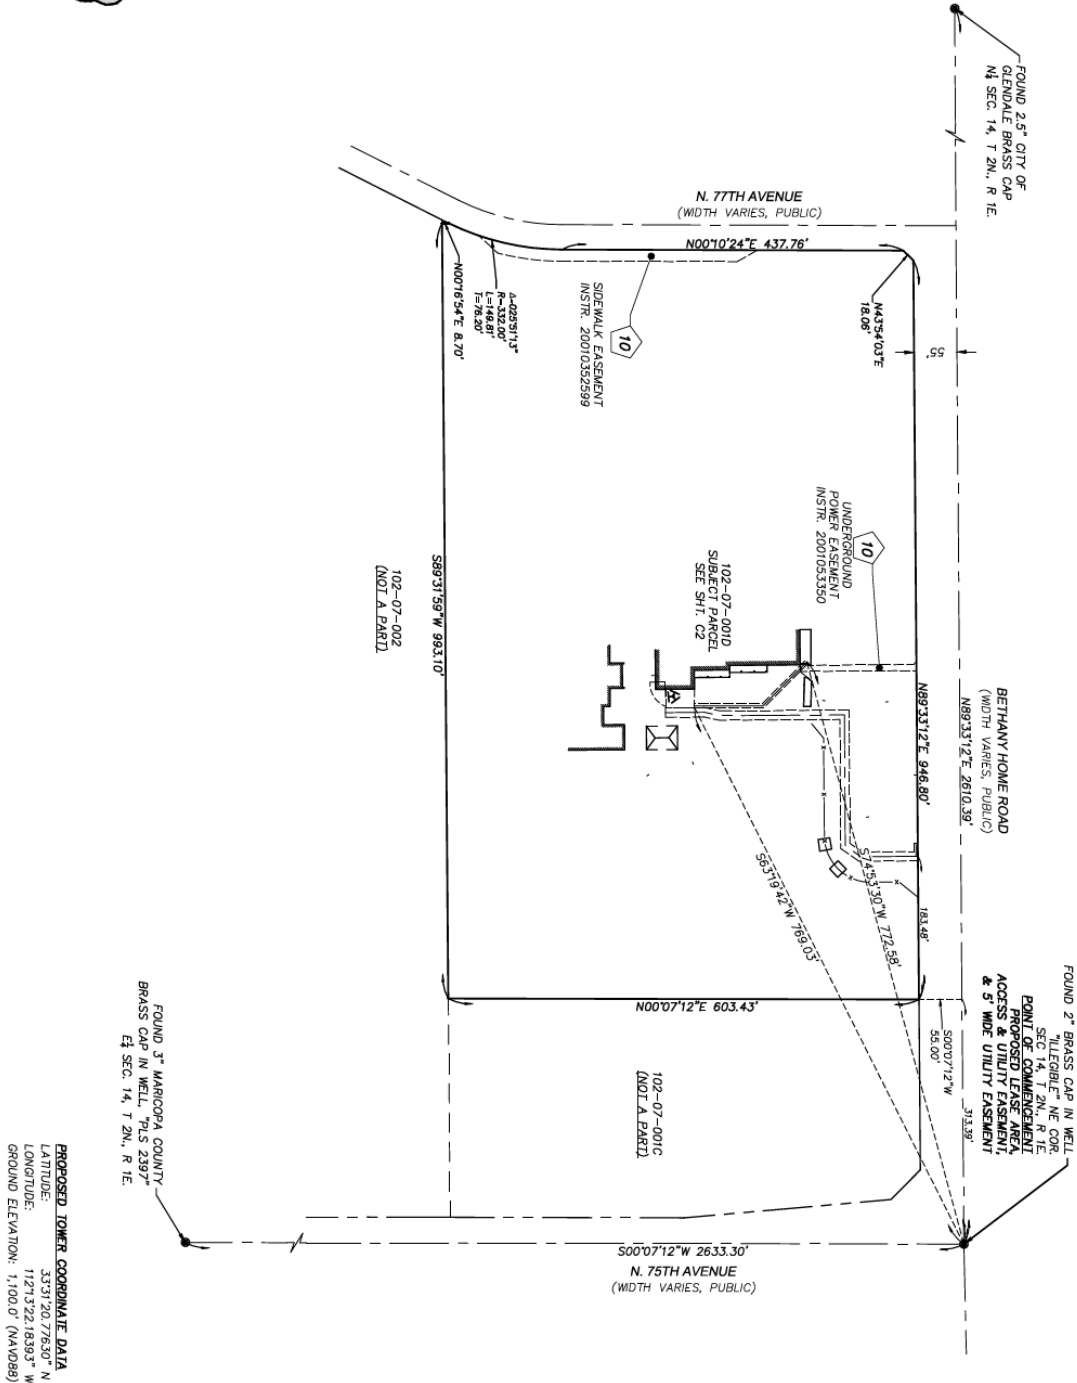 FOUND 2.5" CITY OF
GLENDALE BRASS CAP
N¼ SEC. 14, T 2N., R 1E.
N. 77TH AVENUE
(WIDTH VARIES, PUBLIC)
N00°10'24"E 437.76'
N43°54'03"E
18.06'
55'
Δ=025°51'13"
R=332.00'
L=149.81'
T=76.20'
N00°16'54"E 8.70'
10
SIDEWALK EASEMENT
INSTR. 20010352599
10
UNDERGROUND
POWER EASEMENT
INSTR. 2001053350
102-07-001D
SUBJECT PARCEL
SEE SHT. C2
S89°31'59"W 993.10'
102-07-002
(NOT A PART)
BETHANY HOME ROAD
(WIDTH VARIES, PUBLIC)
N89°33'12"E 2610.39'
N89°33'12"E 946.80'
183.48'
S74°53'30"W 772.58'
S63°19'42"W 769.03'
N00°07'12"E 603.43'
FOUND 2" BRASS CAP IN WELL
"ILLEGIBLE" NE COR.
SEC 14, T 2N., R 1E.
POINT OF COMMENCEMENT
PROPOSED LEASE AREA,
ACCESS & UTILITY EASEMENT,
& 5' WIDE UTILITY EASEMENT
S00°07'12"W
55.00'
313.39'
102-07-001C
(NOT A PART)
S00°07'12"W 2633.30'
N. 75TH AVENUE
(WIDTH VARIES, PUBLIC)
FOUND 3" MARICOPA COUNTY
BRASS CAP IN WELL, "PLS 2397"
E¼ SEC. 14, T 2N., R 1E.
PROPOSED TOWER COORDINATE DATA
LATITUDE: 33°31'20.77630" N
LONGITUDE: 112°13'22.18393" W
GROUND ELEVATION: 1,100.0' (NAVD88)